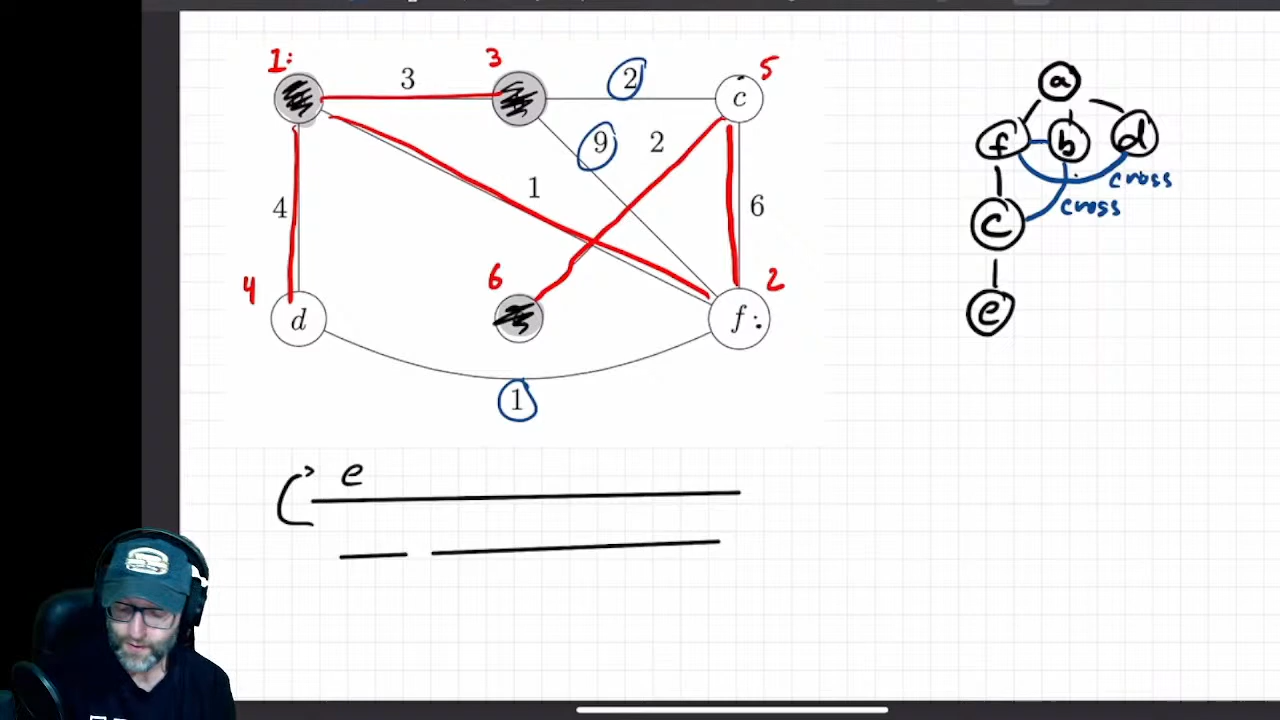 1: 3 5
3 2 c a
9 2 f b d
1 cross
4 6 cross
4 6 2 c
d f: e
1
e